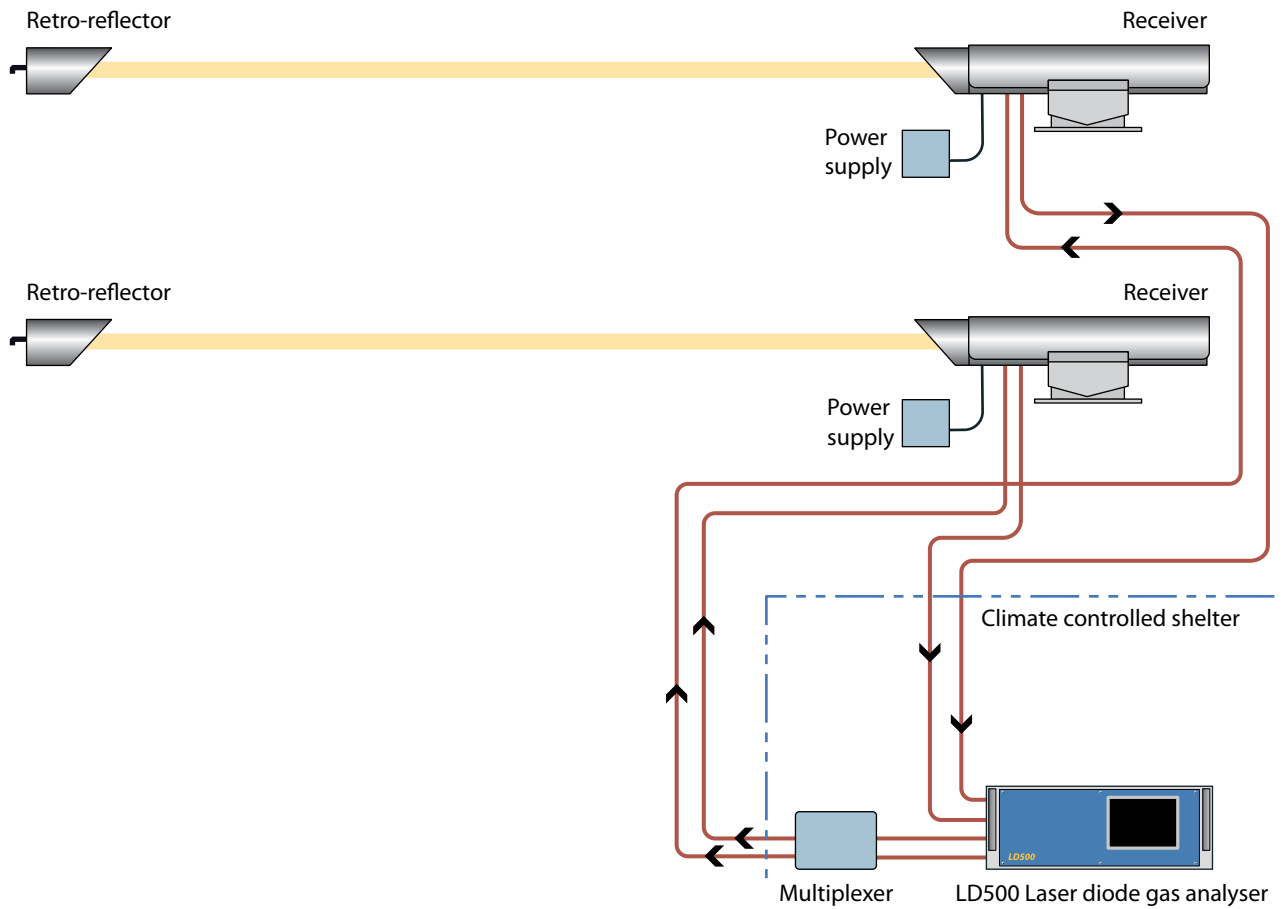 Retro-reflector
Receiver
Power
supply
Retro-reflector
Receiver
Power
supply
Climate controlled shelter
LD500
Multiplexer
LD500 Laser diode gas analyser